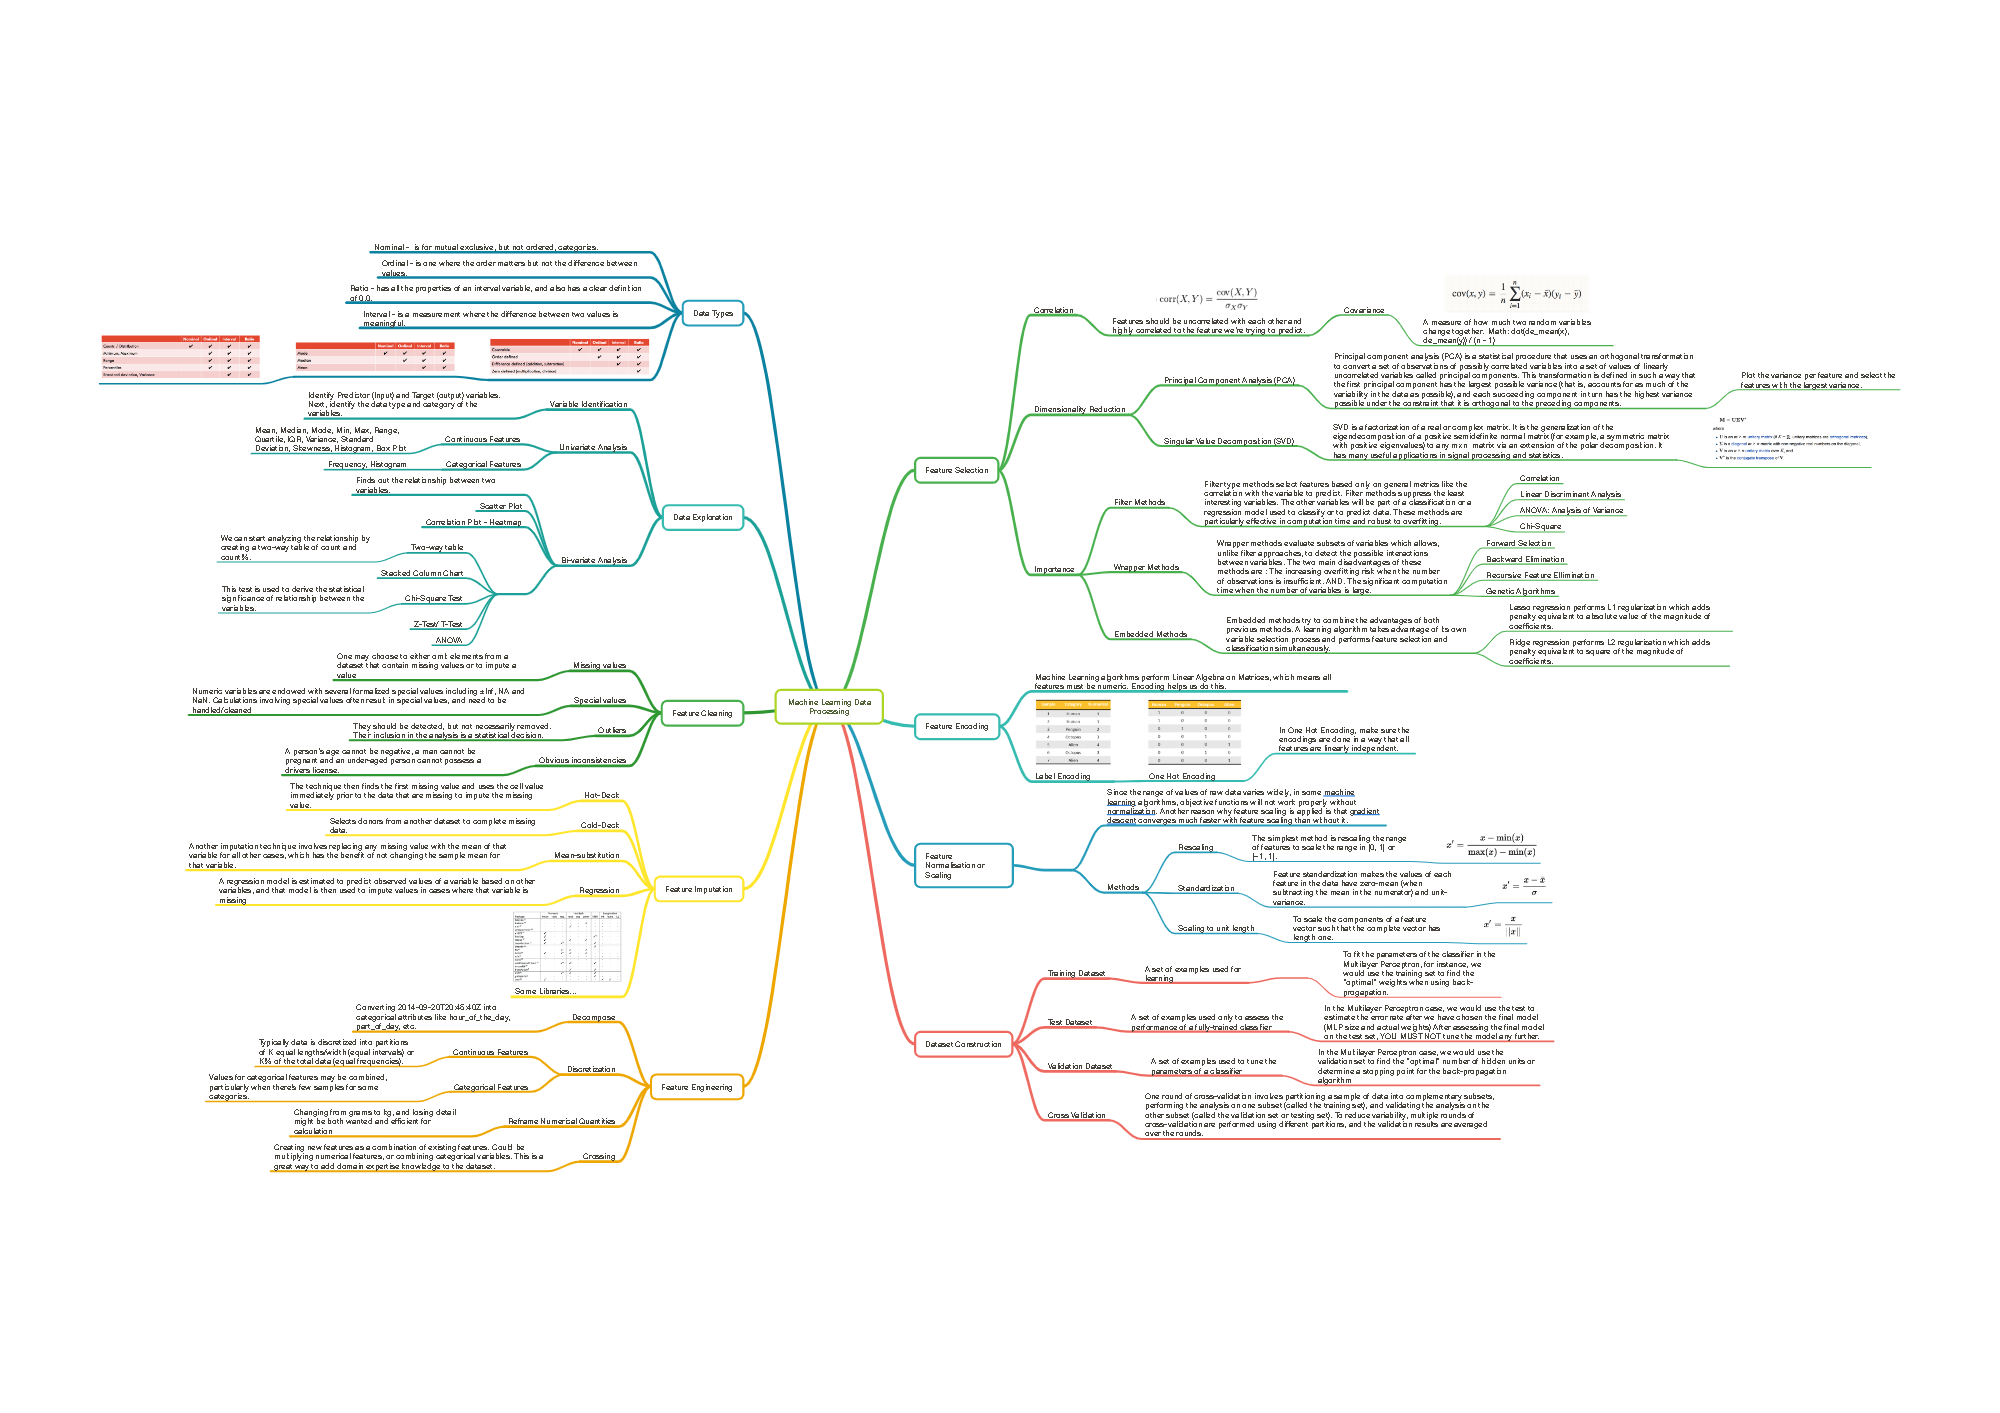 Machine Learning Data
Processing
Data Types
Nominal - is for mutual exclusive, but not ordered, categories.
Ordinal - is one where the order matters but not the difference between
values.
Ratio - has all the properties of an interval variable, and also has a clear definition
of 0.0.
Interval - is a measurement where the difference between two values is
meaningful.
Nominal Ordinal Interval Ratio
Countable ✔ ✔ ✔ ✔
Order defined ✔ ✔ ✔
Difference defined (addition, subtraction) ✔ ✔
Zero defined (multiplication, division) ✔
Nominal Ordinal Interval Ratio
Mode ✔ ✔ ✔ ✔
Median ✔ ✔ ✔
Mean ✔ ✔
Nominal Ordinal Interval Ratio
Counts / Distribution ✔ ✔ ✔ ✔
Minimum, Maximum ✔ ✔ ✔
Range ✔ ✔ ✔
Percentiles ✔ ✔ ✔
Standard deviation, Variance ✔ ✔
Data Exploration
Variable Identification
Identify Predictor (Input) and Target (output) variables.
Next, identify the data type and category of the
variables.
Univariate Analysis
Continuous Features
Mean, Median, Mode, Min, Max, Range,
Quartile, IQR, Variance, Standard
Deviation, Skewness, Histogram, Box Plot
Categorical Features
Frequency, Histogram
Bi-variate Analysis
Finds out the relationship between two
variables.
Scatter Plot
Correlation Plot - Heatmap
Two-way table
We can start analyzing the relationship by
creating a two-way table of count and
count%.
Stacked Column Chart
Chi-Square Test
This test is used to derive the statistical
significance of relationship between the
variables.
Z-Test/ T-Test
ANOVA
Feature Cleaning
Missing values
One may choose to either omit elements from a
dataset that contain missing values or to impute a
value
Special values
Numeric variables are endowed with several formalized special values including ±Inf, NA and
NaN. Calculations involving special values often result in special values, and need to be
handled/cleaned
Outliers
They should be detected, but not necessarily removed.
Their inclusion in the analysis is a statistical decision.
Obvious inconsistencies
A person's age cannot be negative, a man cannot be
pregnant and an under-aged person cannot possess a
drivers license.
Feature Imputation
Hot-Deck
The technique then finds the first missing value and uses the cell value
immediately prior to the data that are missing to impute the missing
value.
Cold-Deck
Selects donors from another dataset to complete missing
data.
Mean-substitution
Another imputation technique involves replacing any missing value with the mean of that
variable for all other cases, which has the benefit of not changing the sample mean for
that variable.
Regression
A regression model is estimated to predict observed values of a variable based on other
variables, and that model is then used to impute values in cases where that variable is
missing
Some Libraries...
Feature Engineering
Decompose
Converting 2014-09-20T20:45:40Z into
categorical attributes like hour_of_the_day,
part_of_day, etc.
Discretization
Continuous Features
Typically data is discretized into partitions
of K equal lengths/width (equal intervals) or
K% of the total data (equal frequencies).
Categorical Features
Values for categorical features may be combined,
particularly when there's few samples for some
categories.
Reframe Numerical Quantities
Changing from grams to kg, and losing detail
might be both wanted and efficient for
calculation
Crossing
Creating new features as a combination of existing features. Could be
multiplying numerical features, or combining categorical variables. This is a
great way to add domain expertise knowledge to the dataset.
Feature Selection
Correlation
corr(X, Y) = cov(X, Y) / σXσY
Features should be uncorrelated with each other and
highly correlated to the feature we're trying to predict.
Covariance
cov(x, y) = 1/n n∑i=1 (xi − x̄)(yi − ȳ)
A measure of how much two random variables
change together. Math: dot(de_mean(x),
de_mean(y)) / (n - 1)
Dimensionality Reduction
Principal Component Analysis (PCA)
Principal component analysis (PCA) is a statistical procedure that uses an orthogonal transformation
to convert a set of observations of possibly correlated variables into a set of values of linearly
uncorrelated variables called principal components. This transformation is defined in such a way that
the first principal component has the largest possible variance (that is, accounts for as much of the
variability in the data as possible), and each succeeding component in turn has the highest variance
possible under the constraint that it is orthogonal to the preceding components.
Plot the variance per feature and select the
features with the largest variance.
Singular Value Decomposition (SVD)
SVD is a factorization of a real or complex matrix. It is the generalization of the
eigendecomposition of a positive semidefinite normal matrix (for example, a symmetric matrix
with positive eigenvalues) to any m×n matrix via an extension of the polar decomposition. It
has many useful applications in signal processing and statistics.
where
Importance
Filter Methods
Filter type methods select features based only on general metrics like the
correlation with the variable to predict. Filter methods suppress the least
interesting variables. The other variables will be part of a classification or a
regression model used to classify or to predict data. These methods are
particularly effective in computation time and robust to overfitting.
Correlation
Linear Discriminant Analysis
ANOVA: Analysis of Variance
Chi-Square
Wrapper Methods
Wrapper methods evaluate subsets of variables which allows,
unlike filter approaches, to detect the possible interactions
between variables. The two main disadvantages of these
methods are : The increasing overfitting risk when the number
of observations is insufficient. AND. The significant computation
time when the number of variables is large.
Forward Selection
Backward Elimination
Recursive Feature Ellimination
Genetic Algorithms
Embedded Methods
Embedded methods try to combine the advantages of both
previous methods. A learning algorithm takes advantage of its own
variable selection process and performs feature selection and
classification simultaneously.
Lasso regression performs L1 regularization which adds
penalty equivalent to absolute value of the magnitude of
coefficients.
Ridge regression performs L2 regularization which adds
penalty equivalent to square of the magnitude of
coefficients.
Feature Encoding
Machine Learning algorithms perform Linear Algebra on Matrices, which means all
features must be numeric. Encoding helps us do this.
Label Encoding
One Hot Encoding
In One Hot Encoding, make sure the
encodings are done in a way that all
features are linearly independent.
Feature
Normalisation or
Scaling
Since the range of values of raw data varies widely, in some machine
learning algorithms, objective functions will not work properly without
normalization. Another reason why feature scaling is applied is that gradient
descent converges much faster with feature scaling than without it.
Methods
Rescaling
The simplest method is rescaling the range
of features to scale the range in [0, 1] or
[−1, 1].
x′ = x − min(x) / max(x) − min(x)
Standardization
Feature standardization makes the values of each
feature in the data have zero-mean (when
subtracting the mean in the numerator) and unit-
variance.
x′ = x − x̄ / σ
Scaling to unit length
To scale the components of a feature
vector such that the complete vector has
length one.
x′ = x / ||x||
Dataset Construction
Training Dataset
A set of examples used for
learning
To fit the parameters of the classifier in the
Multilayer Perceptron, for instance, we
would use the training set to find the
"optimal" weights when using back-
progapation.
Test Dataset
A set of examples used only to assess the
performance of a fully-trained classifier
In the Multilayer Perceptron case, we would use the test to
estimate the error rate after we have chosen the final model
(MLP size and actual weights) After assessing the final model
on the test set, YOU MUST NOT tune the model any further.
Validation Dataset
A set of examples used to tune the
parameters of a classifier
In the Multilayer Perceptron case, we would use the
validation set to find the "optimal" number of hidden units or
determine a stopping point for the back-propagation
algorithm
Cross Validation
One round of cross-validation involves partitioning a sample of data into complementary subsets,
performing the analysis on one subset (called the training set), and validating the analysis on the
other subset (called the validation set or testing set). To reduce variability, multiple rounds of
cross-validation are performed using different partitions, and the validation results are averaged
over the rounds.